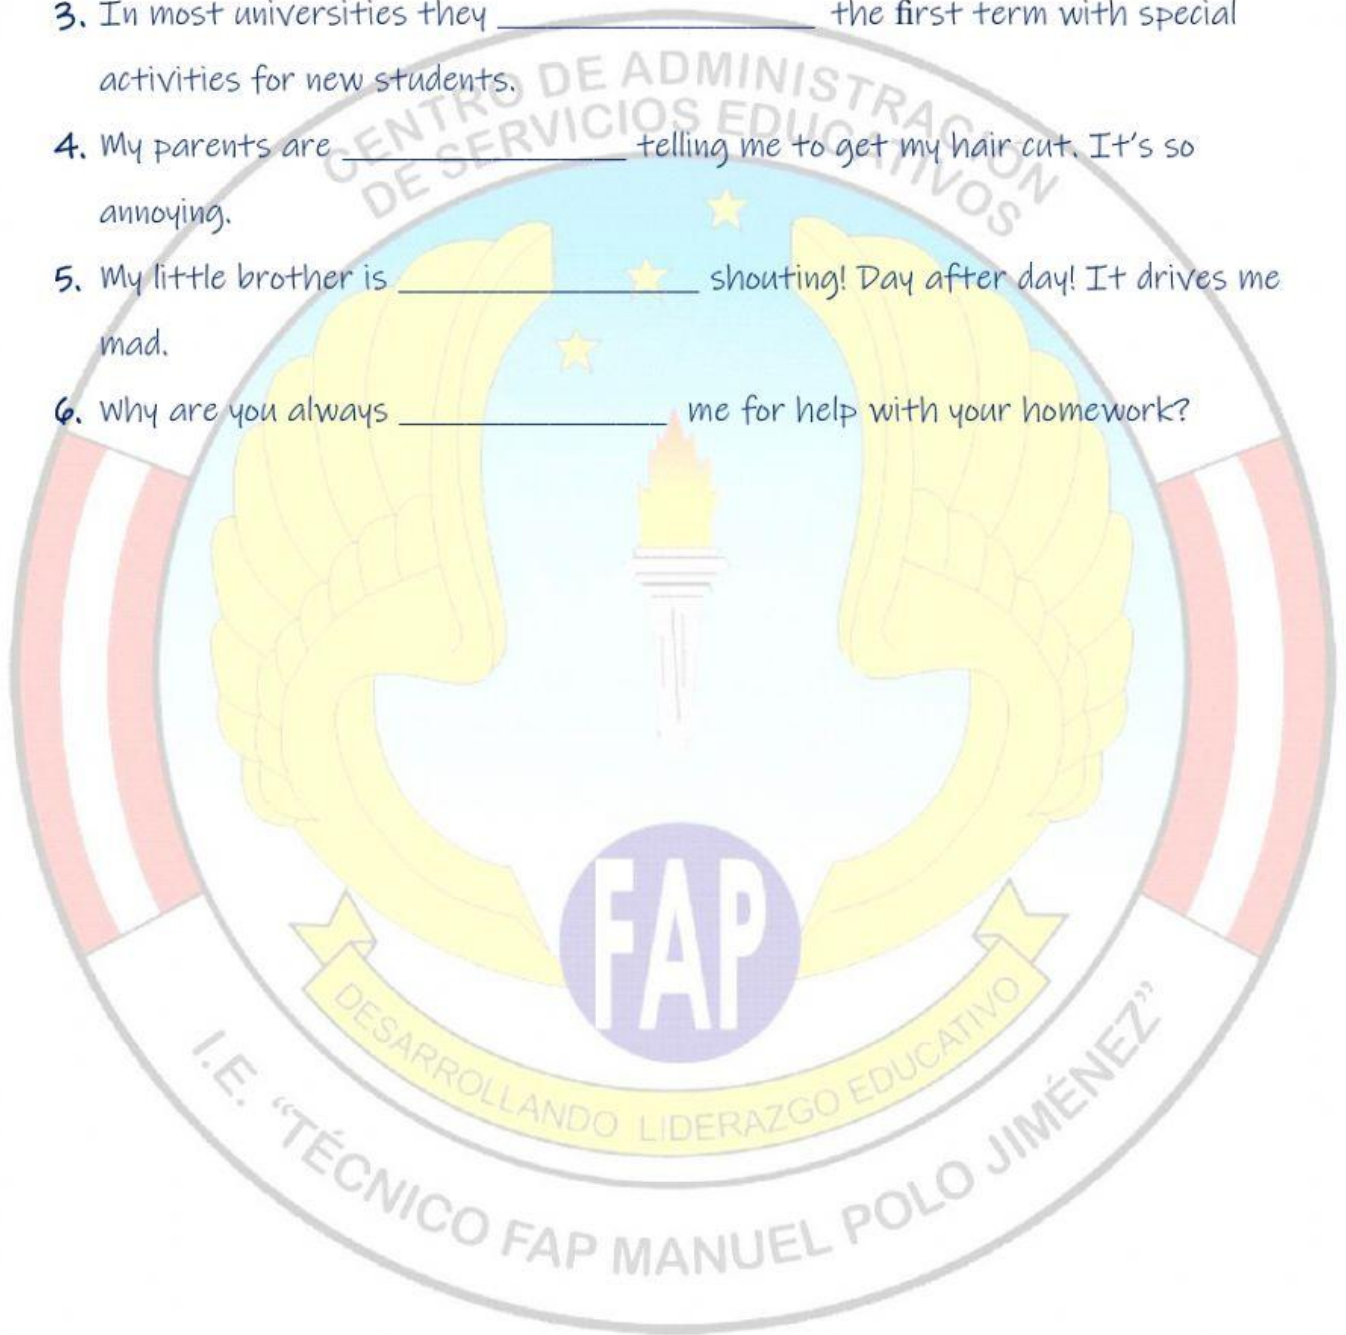 3. In most universities they ____________________ the first term with special
activities for new students.
4. My parents are __________________ telling me to get my hair cut. It's so
annoying.
5. My little brother is ___________________ shouting! Day after day! It drives me
mad.
6. Why are you always _________________ me for help with your homework?
CENTRO DE ADMINISTRACION
DE SERVICIOS EDUCATIVOS
FAP
DESARROLLANDO LIDERAZGO EDUCATIVO
I.E. “TÉCNICO FAP MANUEL POLO JIMÉNEZ”